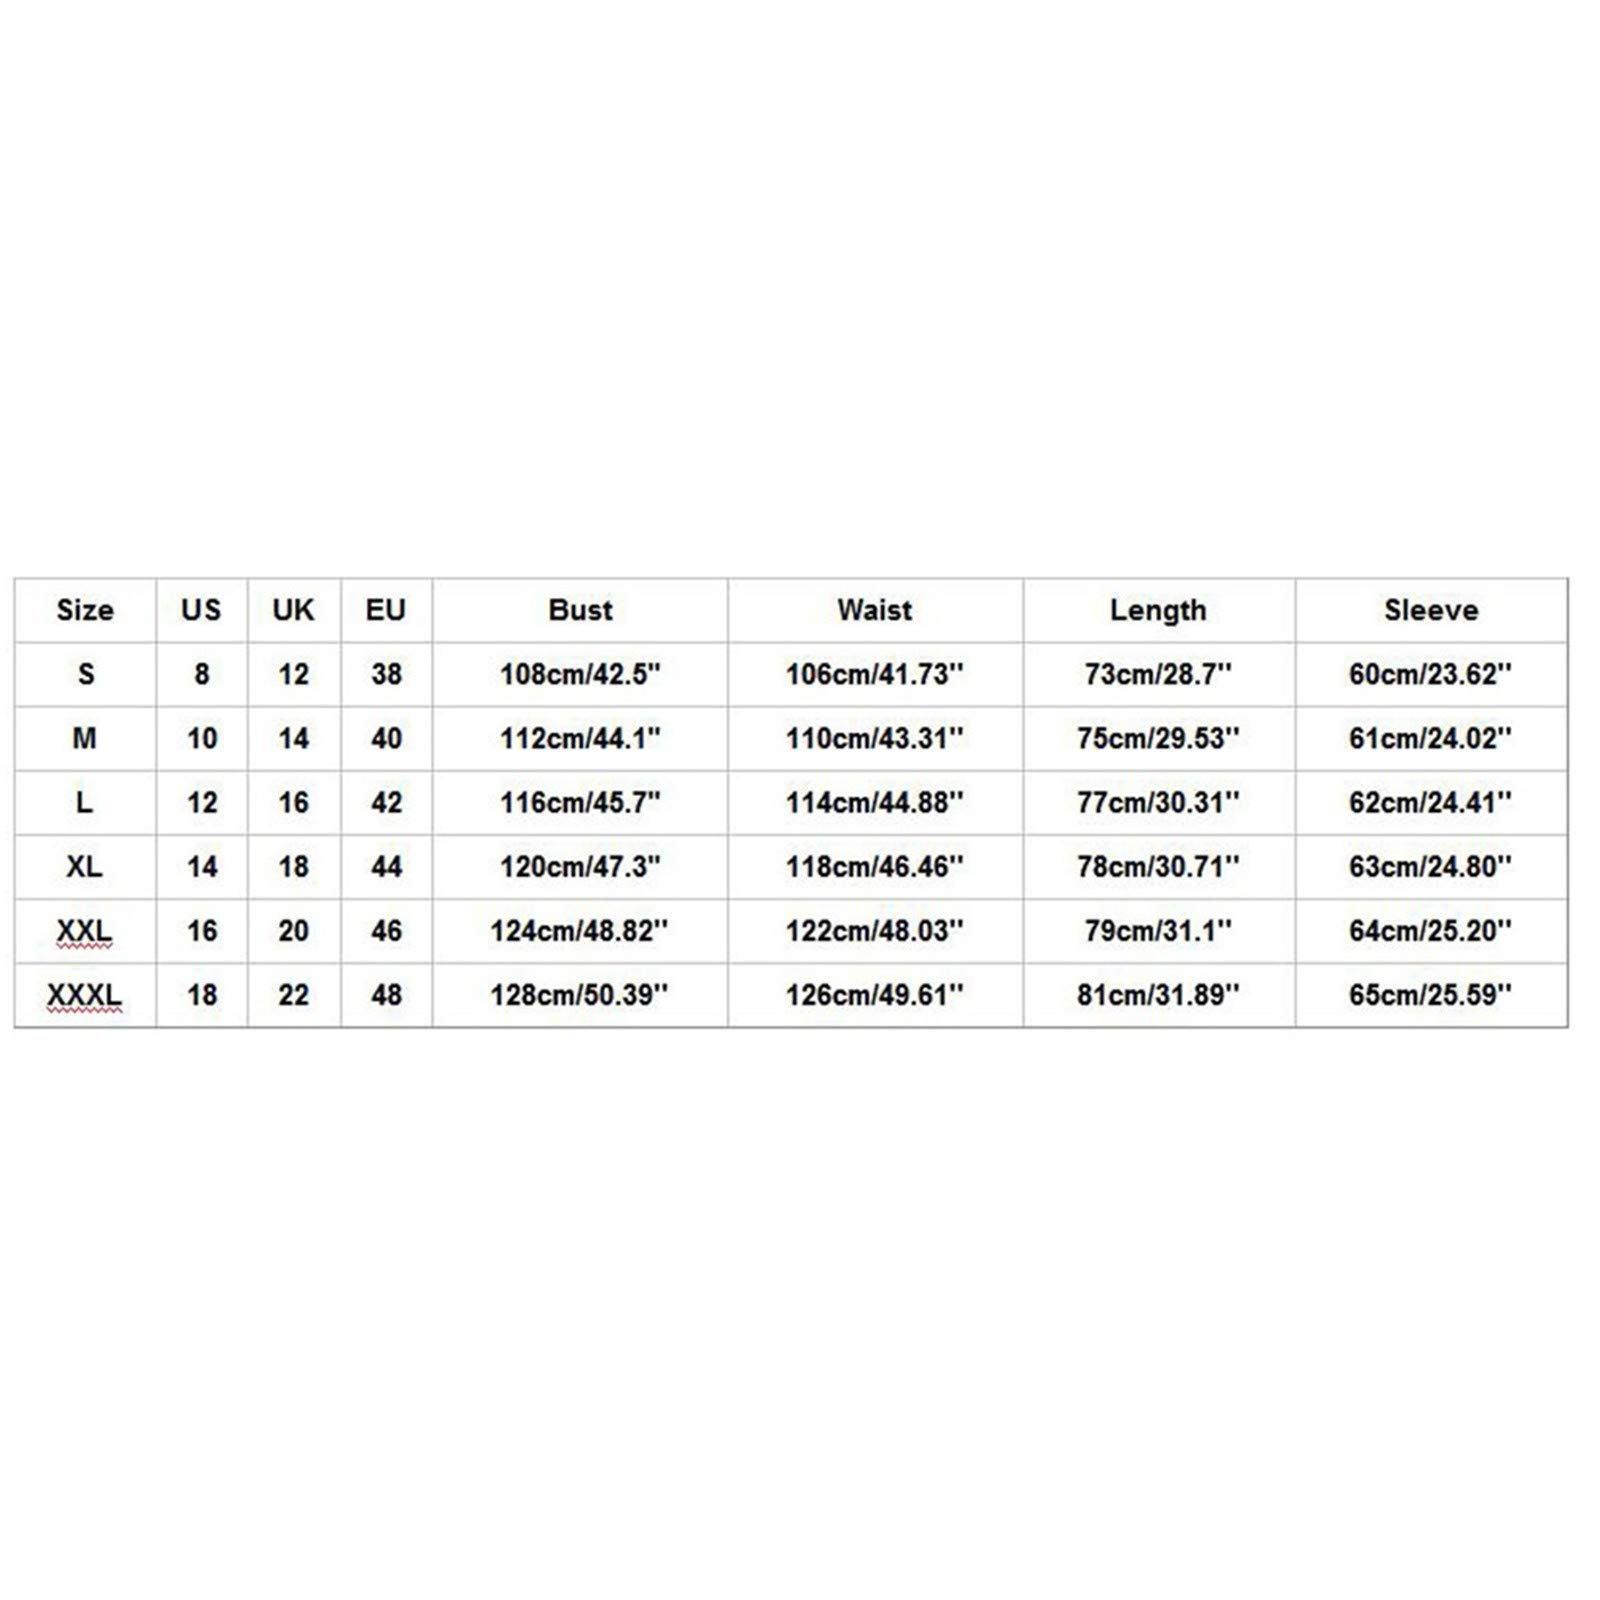 Size US UK EU Bust Waist Length Sleeve
S 8 12 38 108cm/42.5" 106cm/41.73'' 73cm/28.7'' 60cm/23.62''
M 10 14 40 112cm/44.1" 110cm/43.31'' 75cm/29.53'' 61cm/24.02''
L 12 16 42 116cm/45.7" 114cm/44.88'' 77cm/30.31'' 62cm/24.41''
XL 14 18 44 120cm/47.3" 118cm/46.46'' 78cm/30.71'' 63cm/24.80''
XXL 16 20 46 124cm/48.82'' 122cm/48.03'' 79cm/31.1'' 64cm/25.20''
XXXL 18 22 48 128cm/50.39'' 126cm/49.61'' 81cm/31.89'' 65cm/25.59''